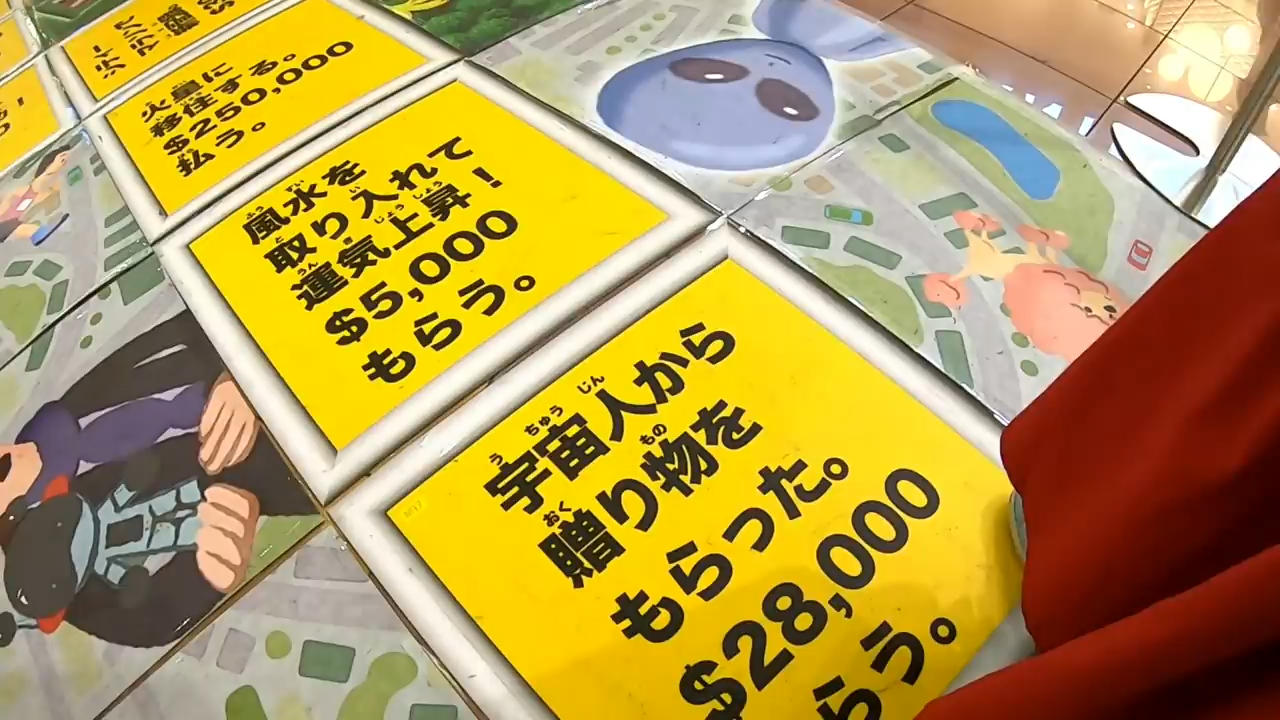 火星に
移住する。
$250,000
払う。
風水を
取り入れて
運気上昇！
$5,000
もらう。
宇宙人から
贈り物を
もらった。
$28,000
らう。